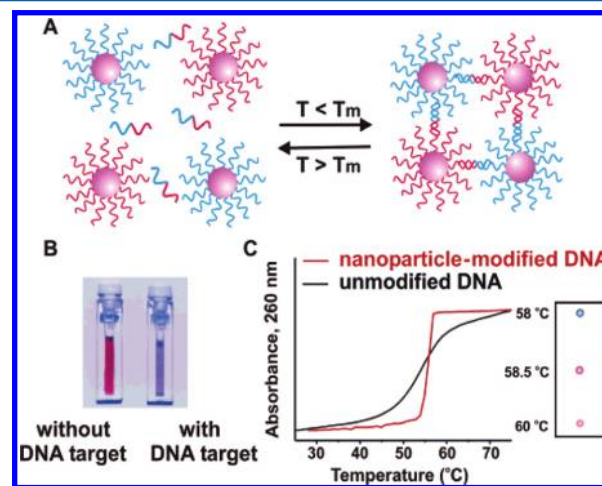 A
T < Tm
T > Tm
B
without
DNA target
with
DNA target
C
nanoparticle-modified DNA
unmodified DNA
Absorbance, 260 nm
30
40
50
60
70
Temperature (°C)
58 °C
58.5 °C
60 °C